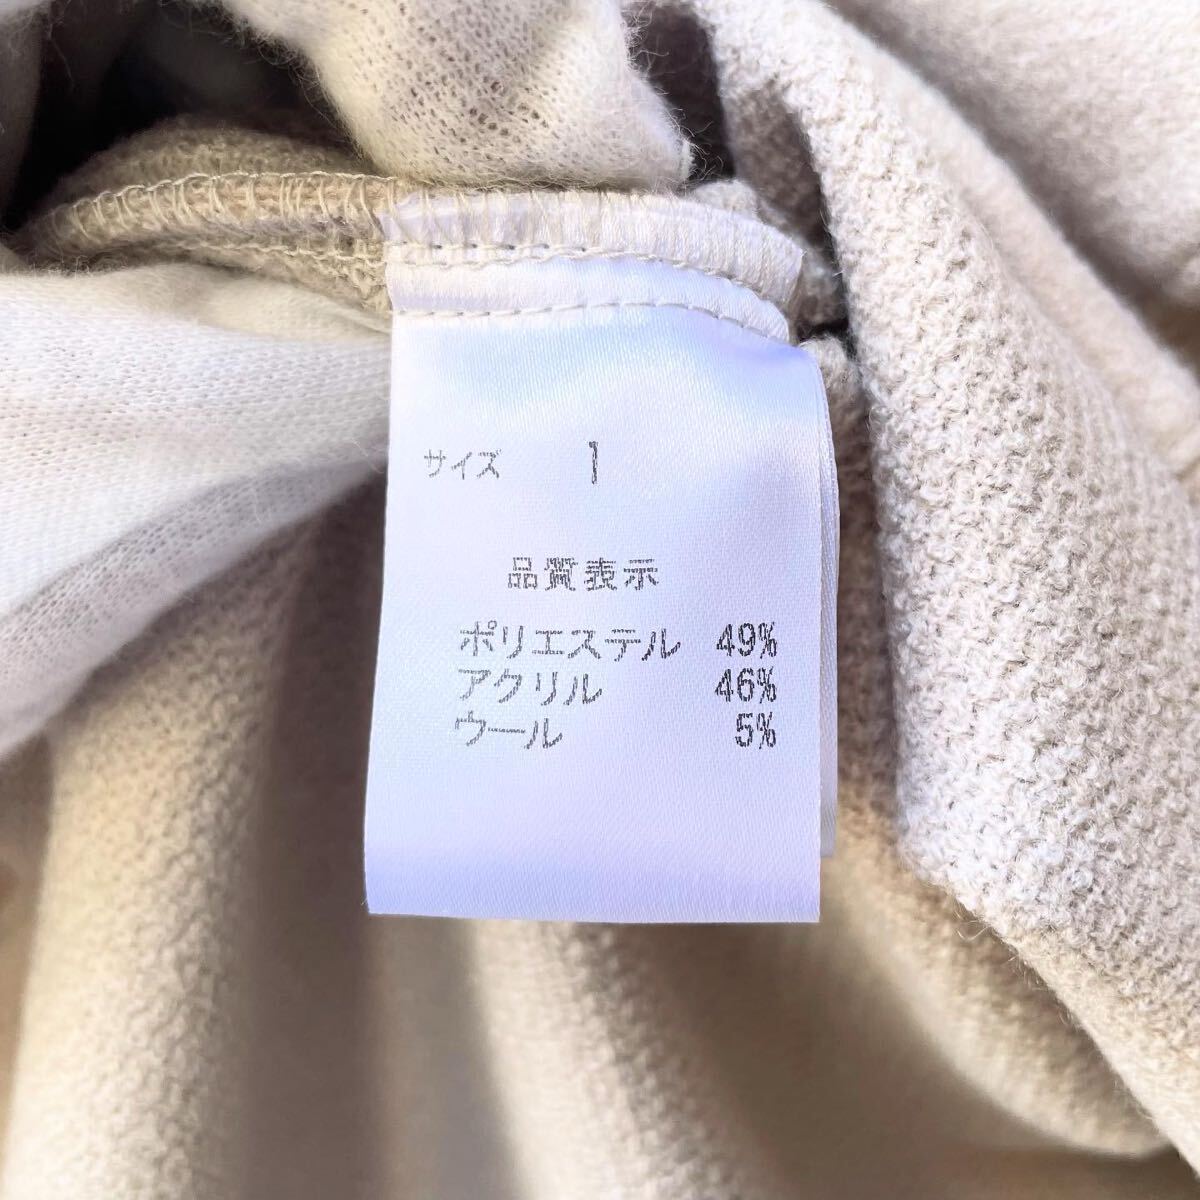 サイズ 1
品質表示
ポリエステル 49%
アクリル 46%
ウール 5%